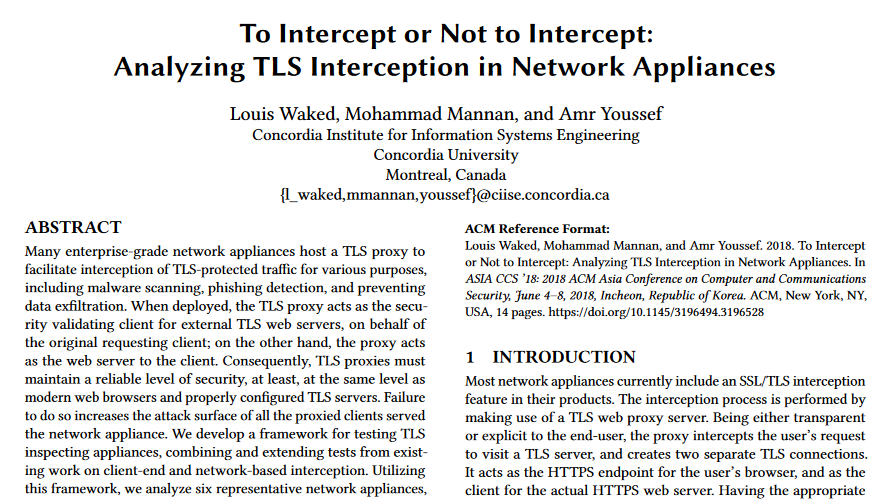 To Intercept or Not to Intercept:
Analyzing TLS Interception in Network Appliances
Louis Waked, Mohammad Mannan, and Amr Youssef
Concordia Institute for Information Systems Engineering
Concordia University
Montreal, Canada
{l_waked,mmannan,youssef}@ciise.concordia.ca
ABSTRACT
Many enterprise-grade network appliances host a TLS proxy to
facilitate interception of TLS-protected traffic for various purposes,
including malware scanning, phishing detection, and preventing
data exfiltration. When deployed, the TLS proxy acts as the secu-
rity validating client for external TLS web servers, on behalf of
the original requesting client; on the other hand, the proxy acts
as the web server to the client. Consequently, TLS proxies must
maintain a reliable level of security, at least, at the same level as
modern web browsers and properly configured TLS servers. Failure
to do so increases the attack surface of all the proxied clients served
the network appliance. We develop a framework for testing TLS
inspecting appliances, combining and extending tests from exist-
ing work on client-end and network-based interception. Utilizing
this framework, we analyze six representative network appliances,
ACM Reference Format:
Louis Waked, Mohammad Mannan, and Amr Youssef. 2018. To Intercept
or Not to Intercept: Analyzing TLS Interception in Network Appliances. In
ASIA CCS '18: 2018 ACM Asia Conference on Computer and Communications
Security, June 4–8, 2018, Incheon, Republic of Korea. ACM, New York, NY,
USA, 14 pages. https://doi.org/10.1145/3196494.3196528
1 INTRODUCTION
Most network appliances currently include an SSL/TLS interception
feature in their products. The interception process is performed by
making use of a TLS web proxy server. Being either transparent
or explicit to the end-user, the proxy intercepts the user's request
to visit a TLS server, and creates two separate TLS connections.
It acts as the HTTPS endpoint for the user's browser, and as the
client for the actual HTTPS web server. Having the appropriate